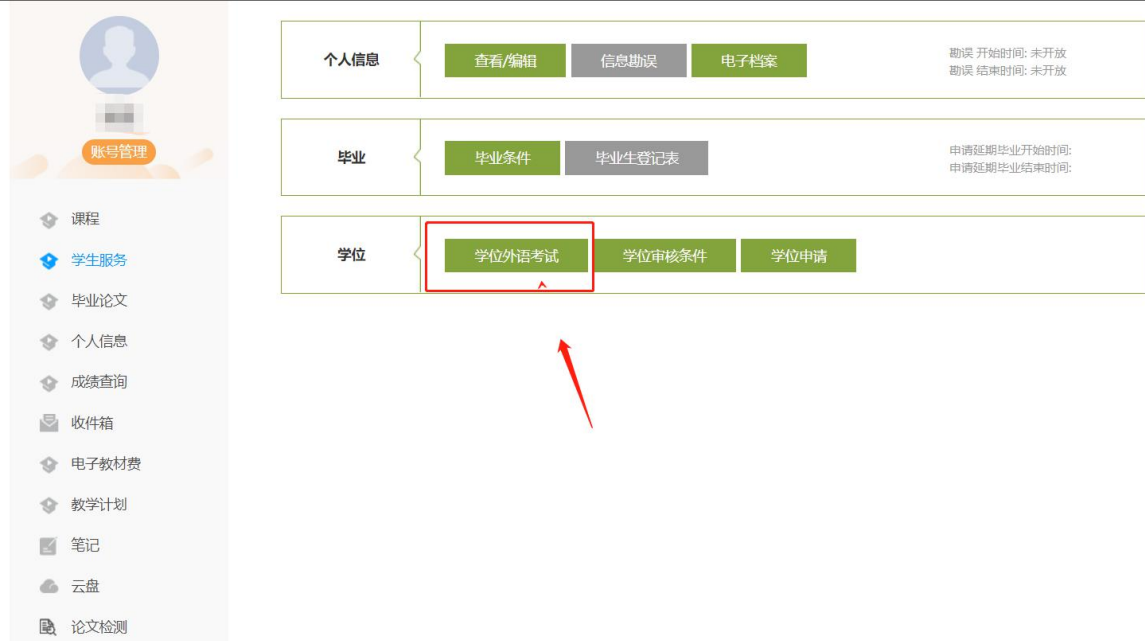 账号管理
课程
学生服务
毕业论文
个人信息
成绩查询
收件箱
电子教材费
教学计划
笔记
云盘
论文检测
个人信息 查看/编辑 信息勘误 电子档案 勘误 开始时间: 未开放
勘误 结束时间: 未开放
毕业 毕业条件 毕业生登记表 申请延期毕业开始时间:
申请延期毕业结束时间:
学位 学位外语考试 学位审核条件 学位申请